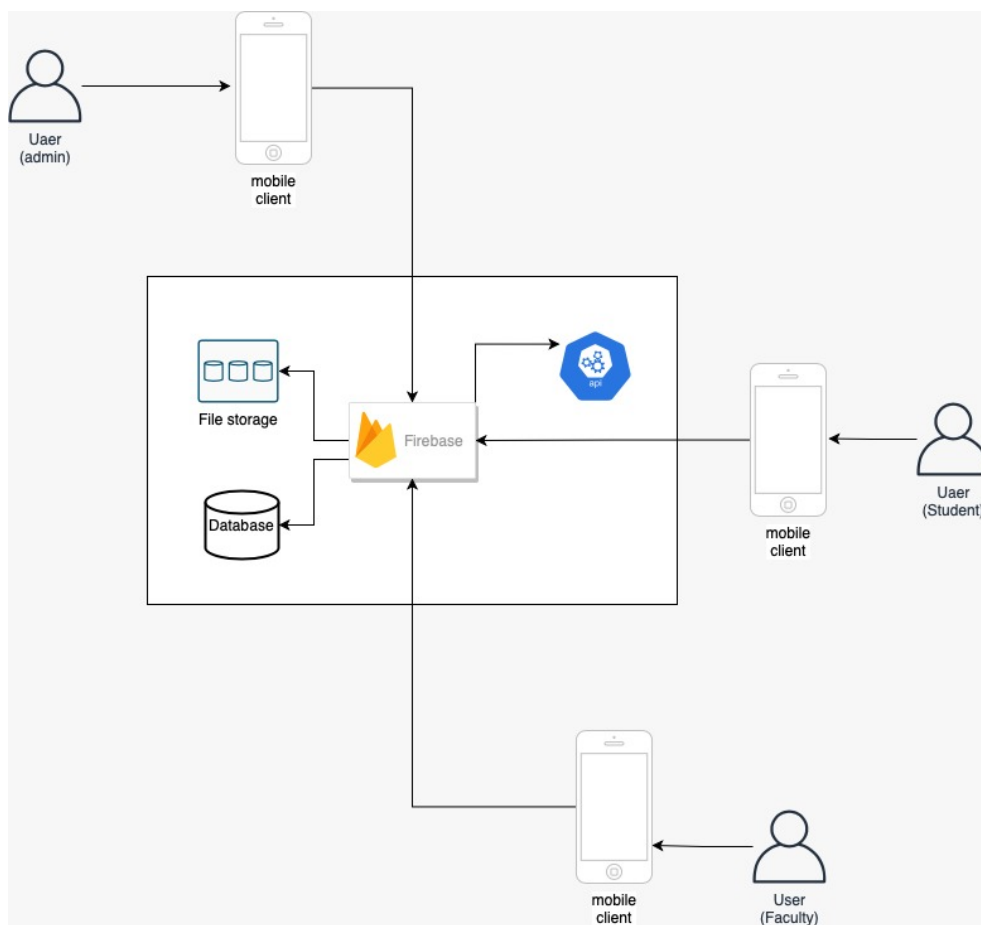 Uaer
(admin)
mobile
client
File storage
Firebase
api
Database
mobile
client
Uaer
(Student)
mobile
client
User
(Faculty)